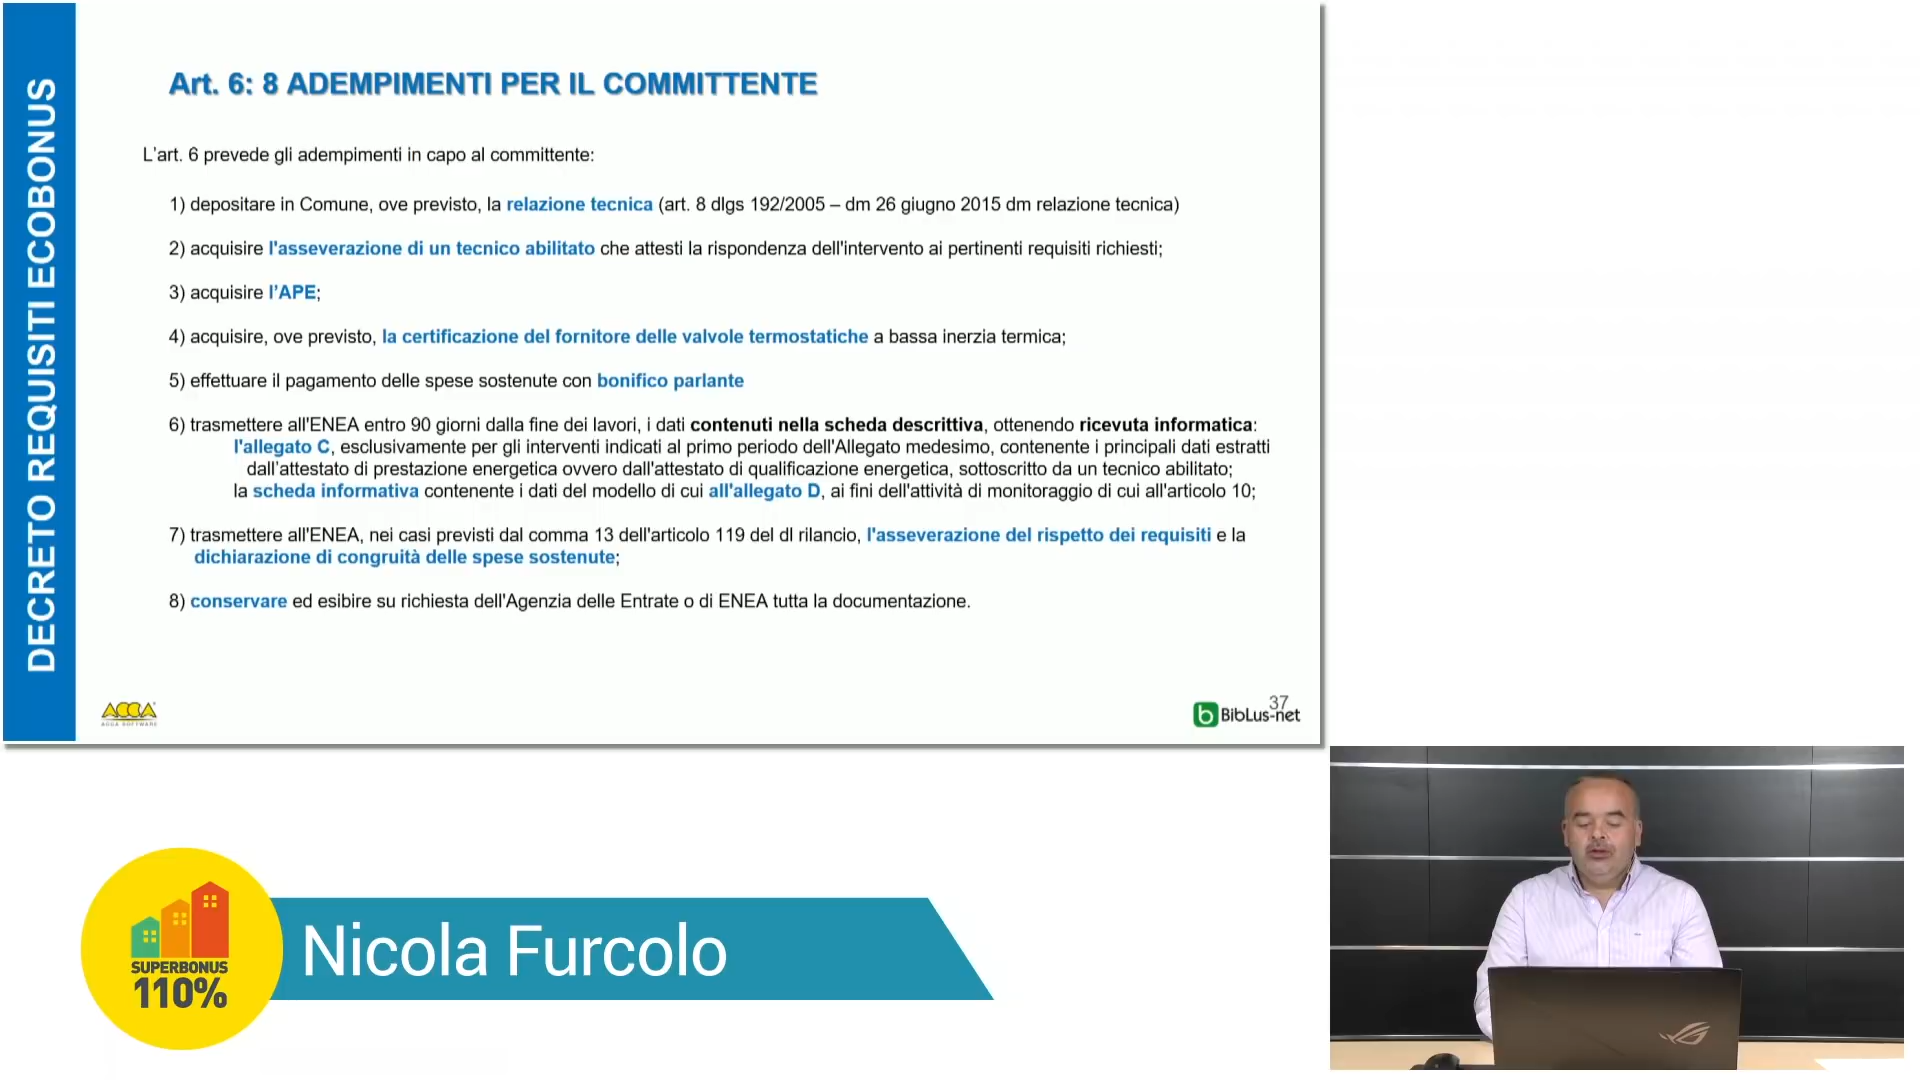 DECRETO REQUISITI ECOBONUS
Art. 6: 8 ADEMPIMENTI PER IL COMMITTENTE
L'art. 6 prevede gli adempimenti in capo al committente:
1) depositare in Comune, ove previsto, la relazione tecnica (art. 8 dlgs 192/2005 – dm 26 giugno 2015 dm relazione tecnica)
2) acquisire l'asseverazione di un tecnico abilitato che attesti la rispondenza dell'intervento ai pertinenti requisiti richiesti;
3) acquisire l'APE;
4) acquisire, ove previsto, la certificazione del fornitore delle valvole termostatiche a bassa inerzia termica;
5) effettuare il pagamento delle spese sostenute con bonifico parlante
6) trasmettere all'ENEA entro 90 giorni dalla fine dei lavori, i dati contenuti nella scheda descrittiva, ottenendo ricevuta informatica:
l'allegato C, esclusivamente per gli interventi indicati al primo periodo dell'Allegato medesimo, contenente i principali dati estratti
dall'attestato di prestazione energetica ovvero dall'attestato di qualificazione energetica, sottoscritto da un tecnico abilitato;
la scheda informativa contenente i dati del modello di cui all'allegato D, ai fini dell'attività di monitoraggio di cui all'articolo 10;
7) trasmettere all'ENEA, nei casi previsti dal comma 13 dell'articolo 119 del dl rilancio, l'asseverazione del rispetto dei requisiti e la
dichiarazione di congruità delle spese sostenute;
8) conservare ed esibire su richiesta dell'Agenzia delle Entrate o di ENEA tutta la documentazione.
ACCA
ACCA SOFTWARE
37
BibLus-net
SUPERBONUS
110%
Nicola Furcolo